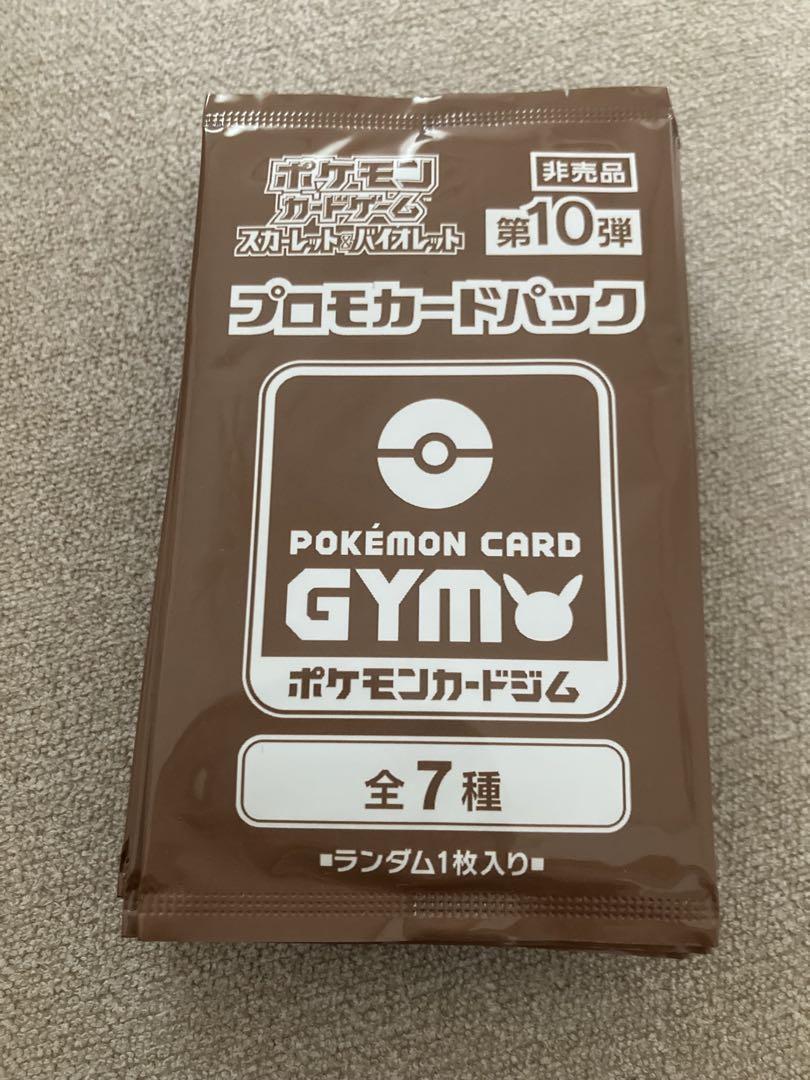 ポケモン
カードゲーム
スカーレット&バイオレット
非売品
第10弾
プロモカードパック
POKÉMON CARD
GYM
ポケモンカードジム
全7種
■ランダム1枚入り■